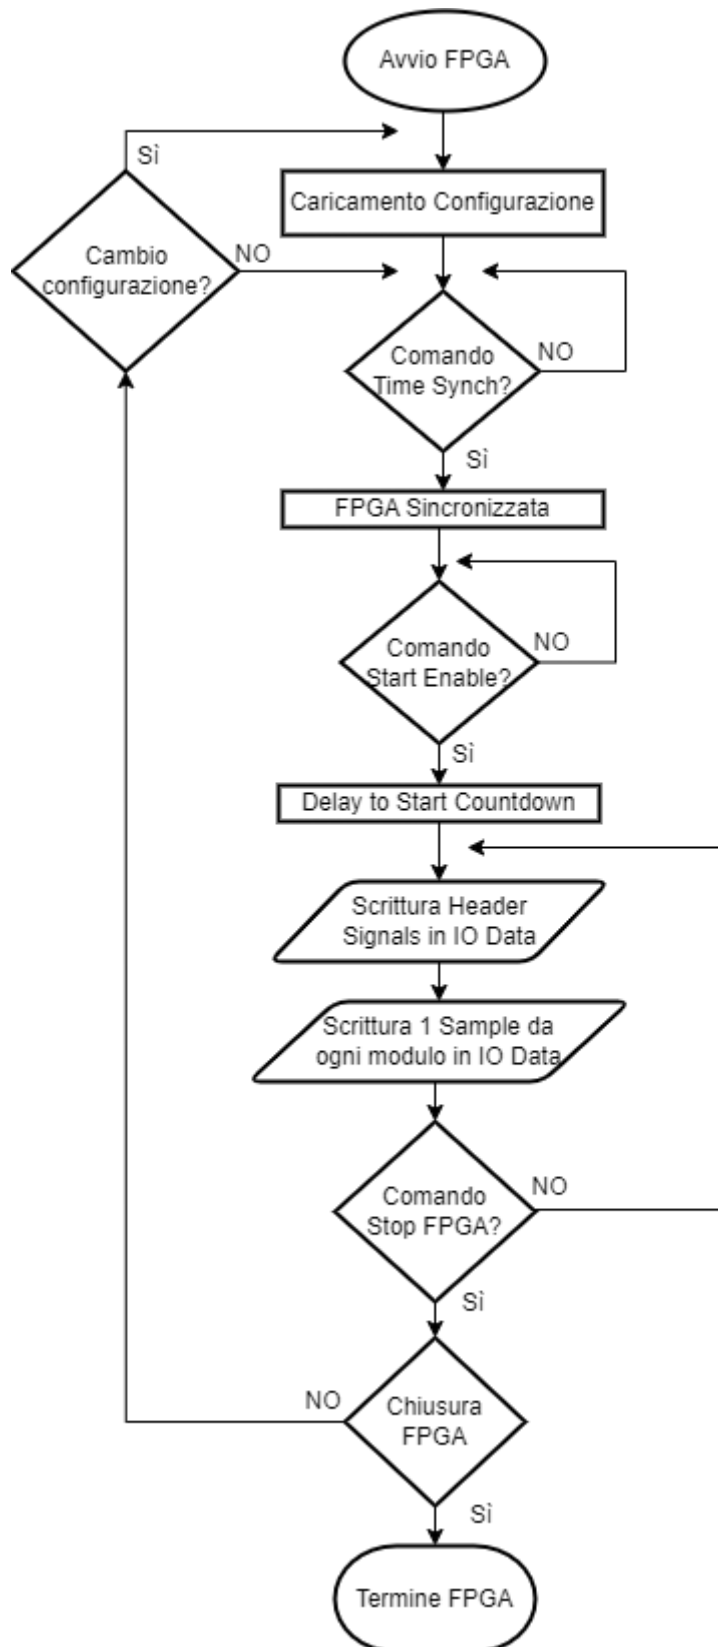 Avvio FPGA
Sì
Caricamento Configurazione
Cambio
configurazione?
NO
Comando
Time Synch?
NO
Sì
FPGA Sincronizzata
Comando
Start Enable?
NO
Sì
Delay to Start Countdown
Scrittura Header
Signals in IO Data
Scrittura 1 Sample da
ogni modulo in IO Data
Comando
Stop FPGA?
NO
Sì
Chiusura
FPGA
NO
Sì
Termine FPGA